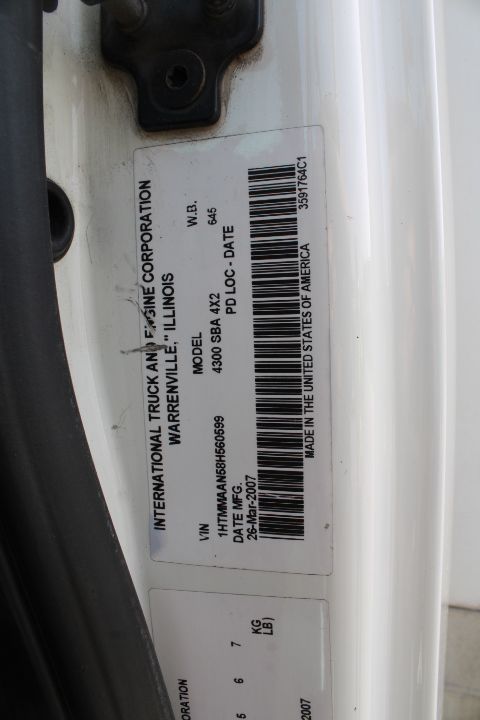 INTERNATIONAL TRUCK AND ENGINE CORPORATION
WARRENVILLE, ILLINOIS
VIN MODEL W.B.
1HTMMAAN58H560599 4300 SBA 4X2 645
DATE MFG. PD LOC - DATE
26-Mar-2007
MADE IN THE UNITED STATES OF AMERICA 3591764C1
ORATION
5 6 7
KG
LB)
2007